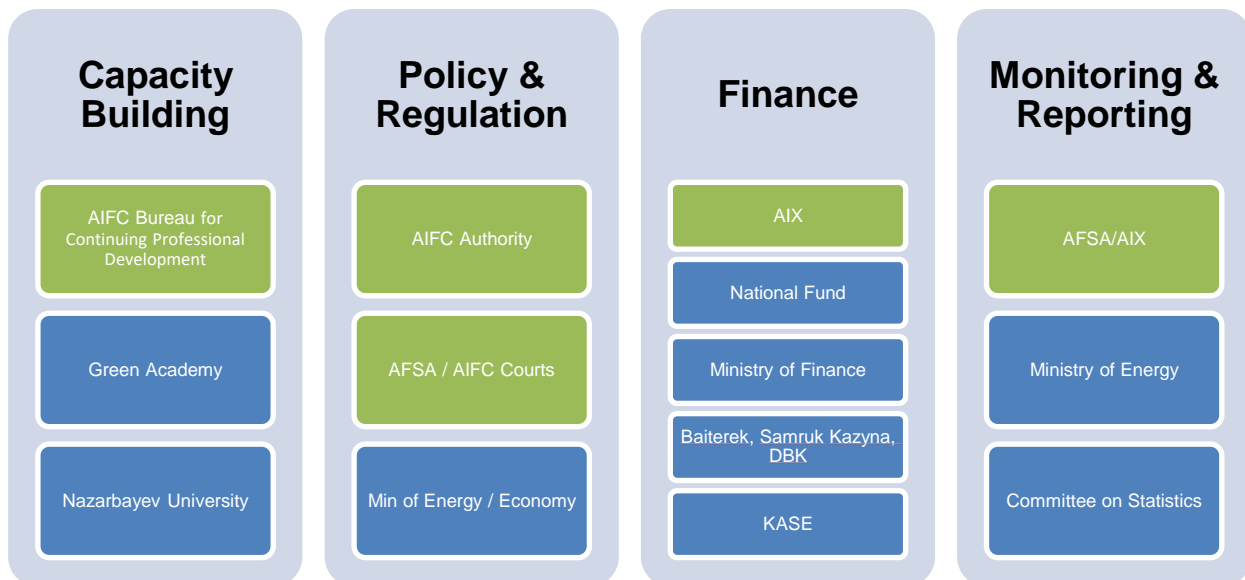 Capacity
Building
AIFC Bureau for
Continuing Professional
Development
Green Academy
Nazarbayev University
Policy &
Regulation
AIFC Authority
AFSA / AIFC Courts
Min of Energy / Economy
Finance
AIX
National Fund
Ministry of Finance
Baiterek, Samruk Kazyna,
DBK
KASE
Monitoring &
Reporting
AFSA/AIX
Ministry of Energy
Committee on Statistics